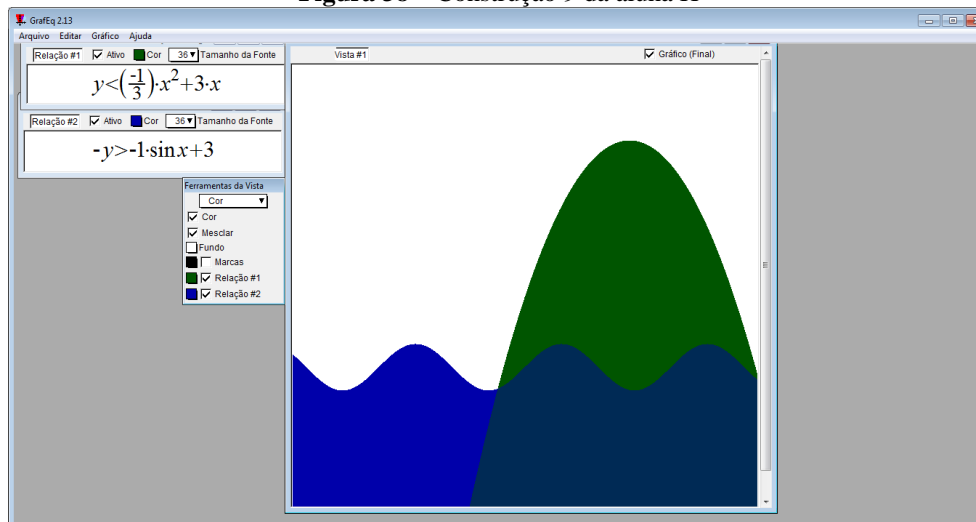 GrafEq 2.13
Arquivo Editar Gráfico Ajuda
Relação #1 Ativo Cor 36 Tamanho da Fonte
y<(-1/3)·x²+3·x
Relação #2 Ativo Cor 36 Tamanho da Fonte
-y>-1·sinx+3
Ferramentas da Vista
Cor
Cor
Mesclar
Fundo
Marcas
Relação #1
Relação #2
Vista #1 Gráfico (Final)